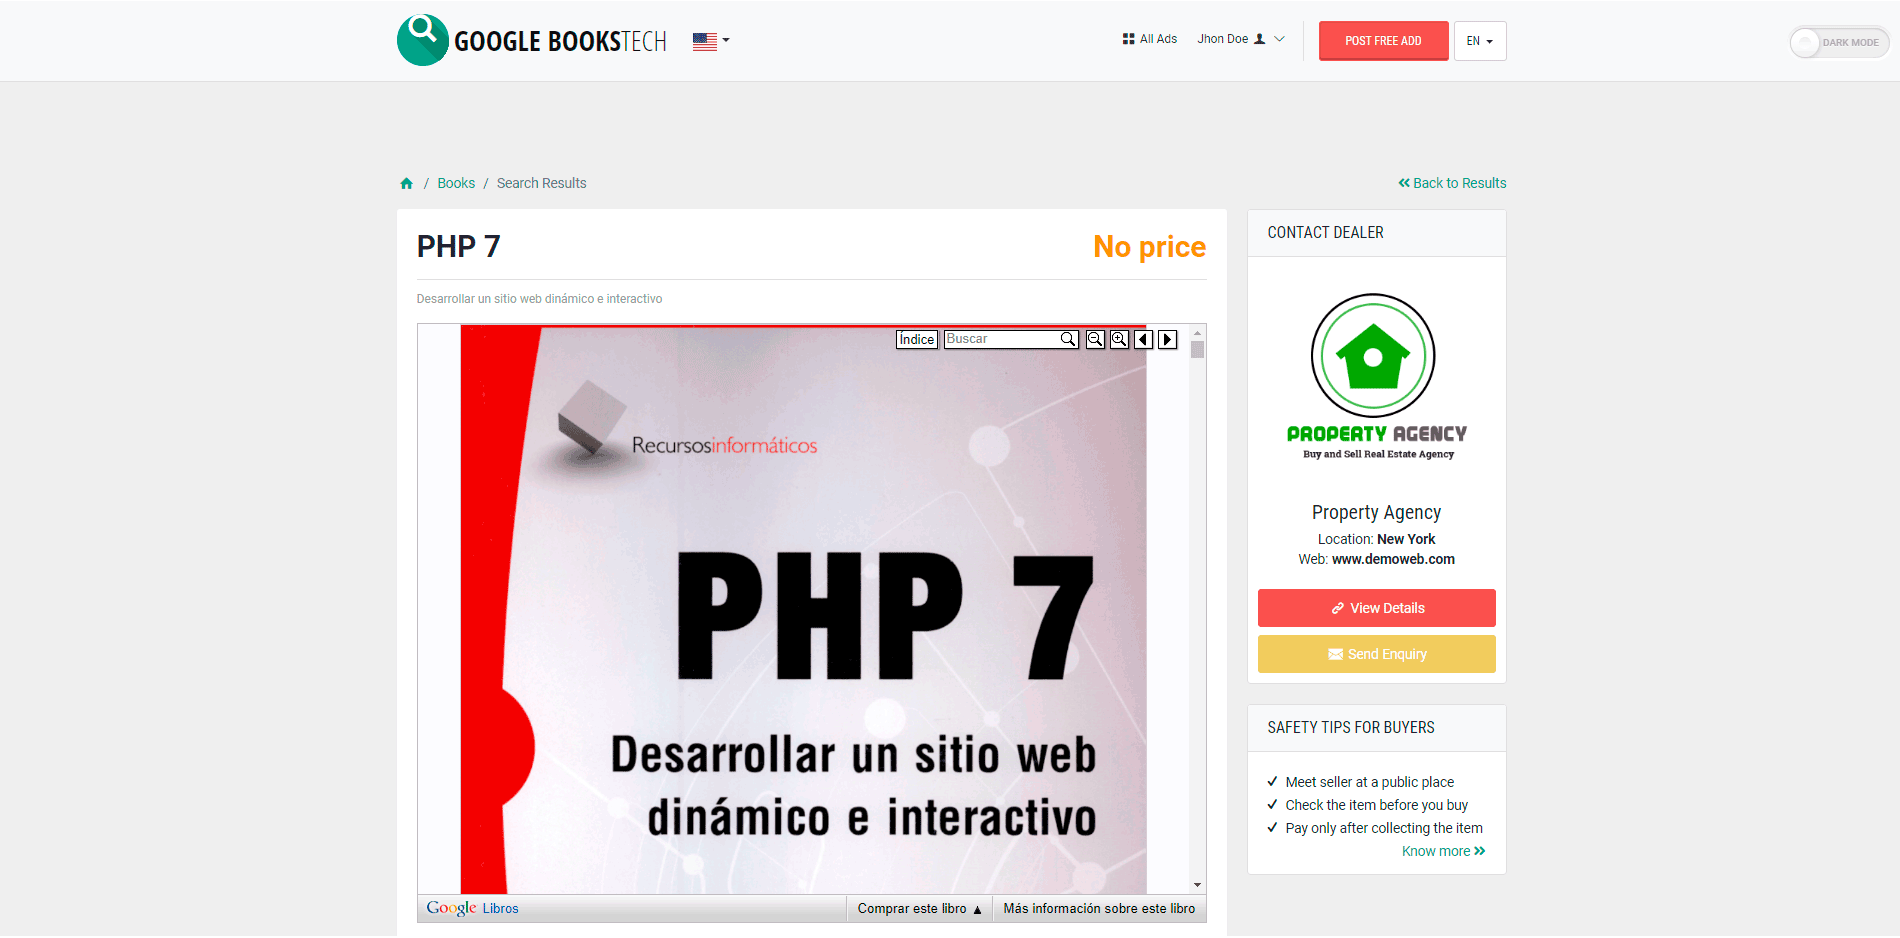 GOOGLE BOOKSTECH
All Ads
Jhon Doe
POST FREE ADD
EN
DARK MODE
/ Books / Search Results
Back to Results
PHP 7
No price
Desarrollar un sitio web dinámico e interactivo
Índice
Buscar
Recursosinformáticos
PHP 7
Desarrollar un sitio web
dinámico e interactivo
Google Libros
Comprar este libro
Más información sobre este libro
CONTACT DEALER
PROPERTY AGENCY
Buy and Sell Real Estate Agency
Property Agency
Location: New York
Web: www.demoweb.com
View Details
Send Enquiry
SAFETY TIPS FOR BUYERS
Meet seller at a public place
Check the item before you buy
Pay only after collecting the item
Know more